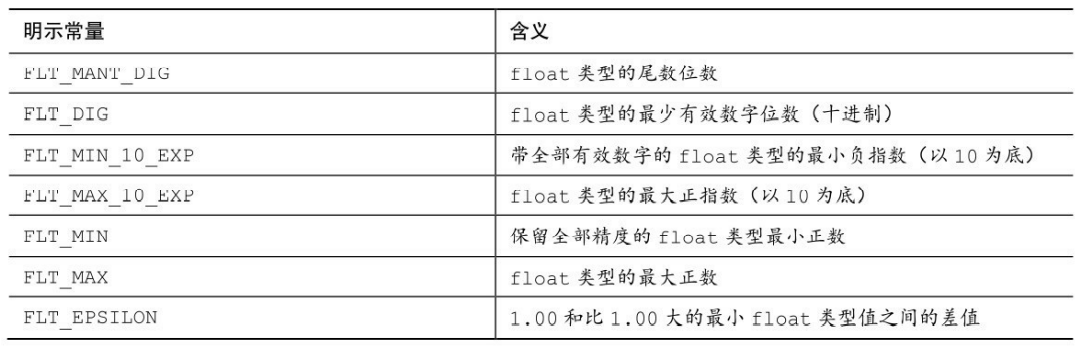 明示常量 含义
FLT_MANT_DIG float 类型的尾数位数
FLT_DIG float 类型的最少有效数字位数（十进制）
FLT_MIN_10_EXP 带全部有效数字的 float 类型的最小负指数（以 10 为底）
FLT_MAX_10_EXP float 类型的最大正指数（以 10 为底）
FLT_MIN 保留全部精度的 float 类型最小正数
FLT_MAX float 类型的最大正数
FLT_EPSILON 1.00 和比 1.00 大的最小 float 类型值之间的差值